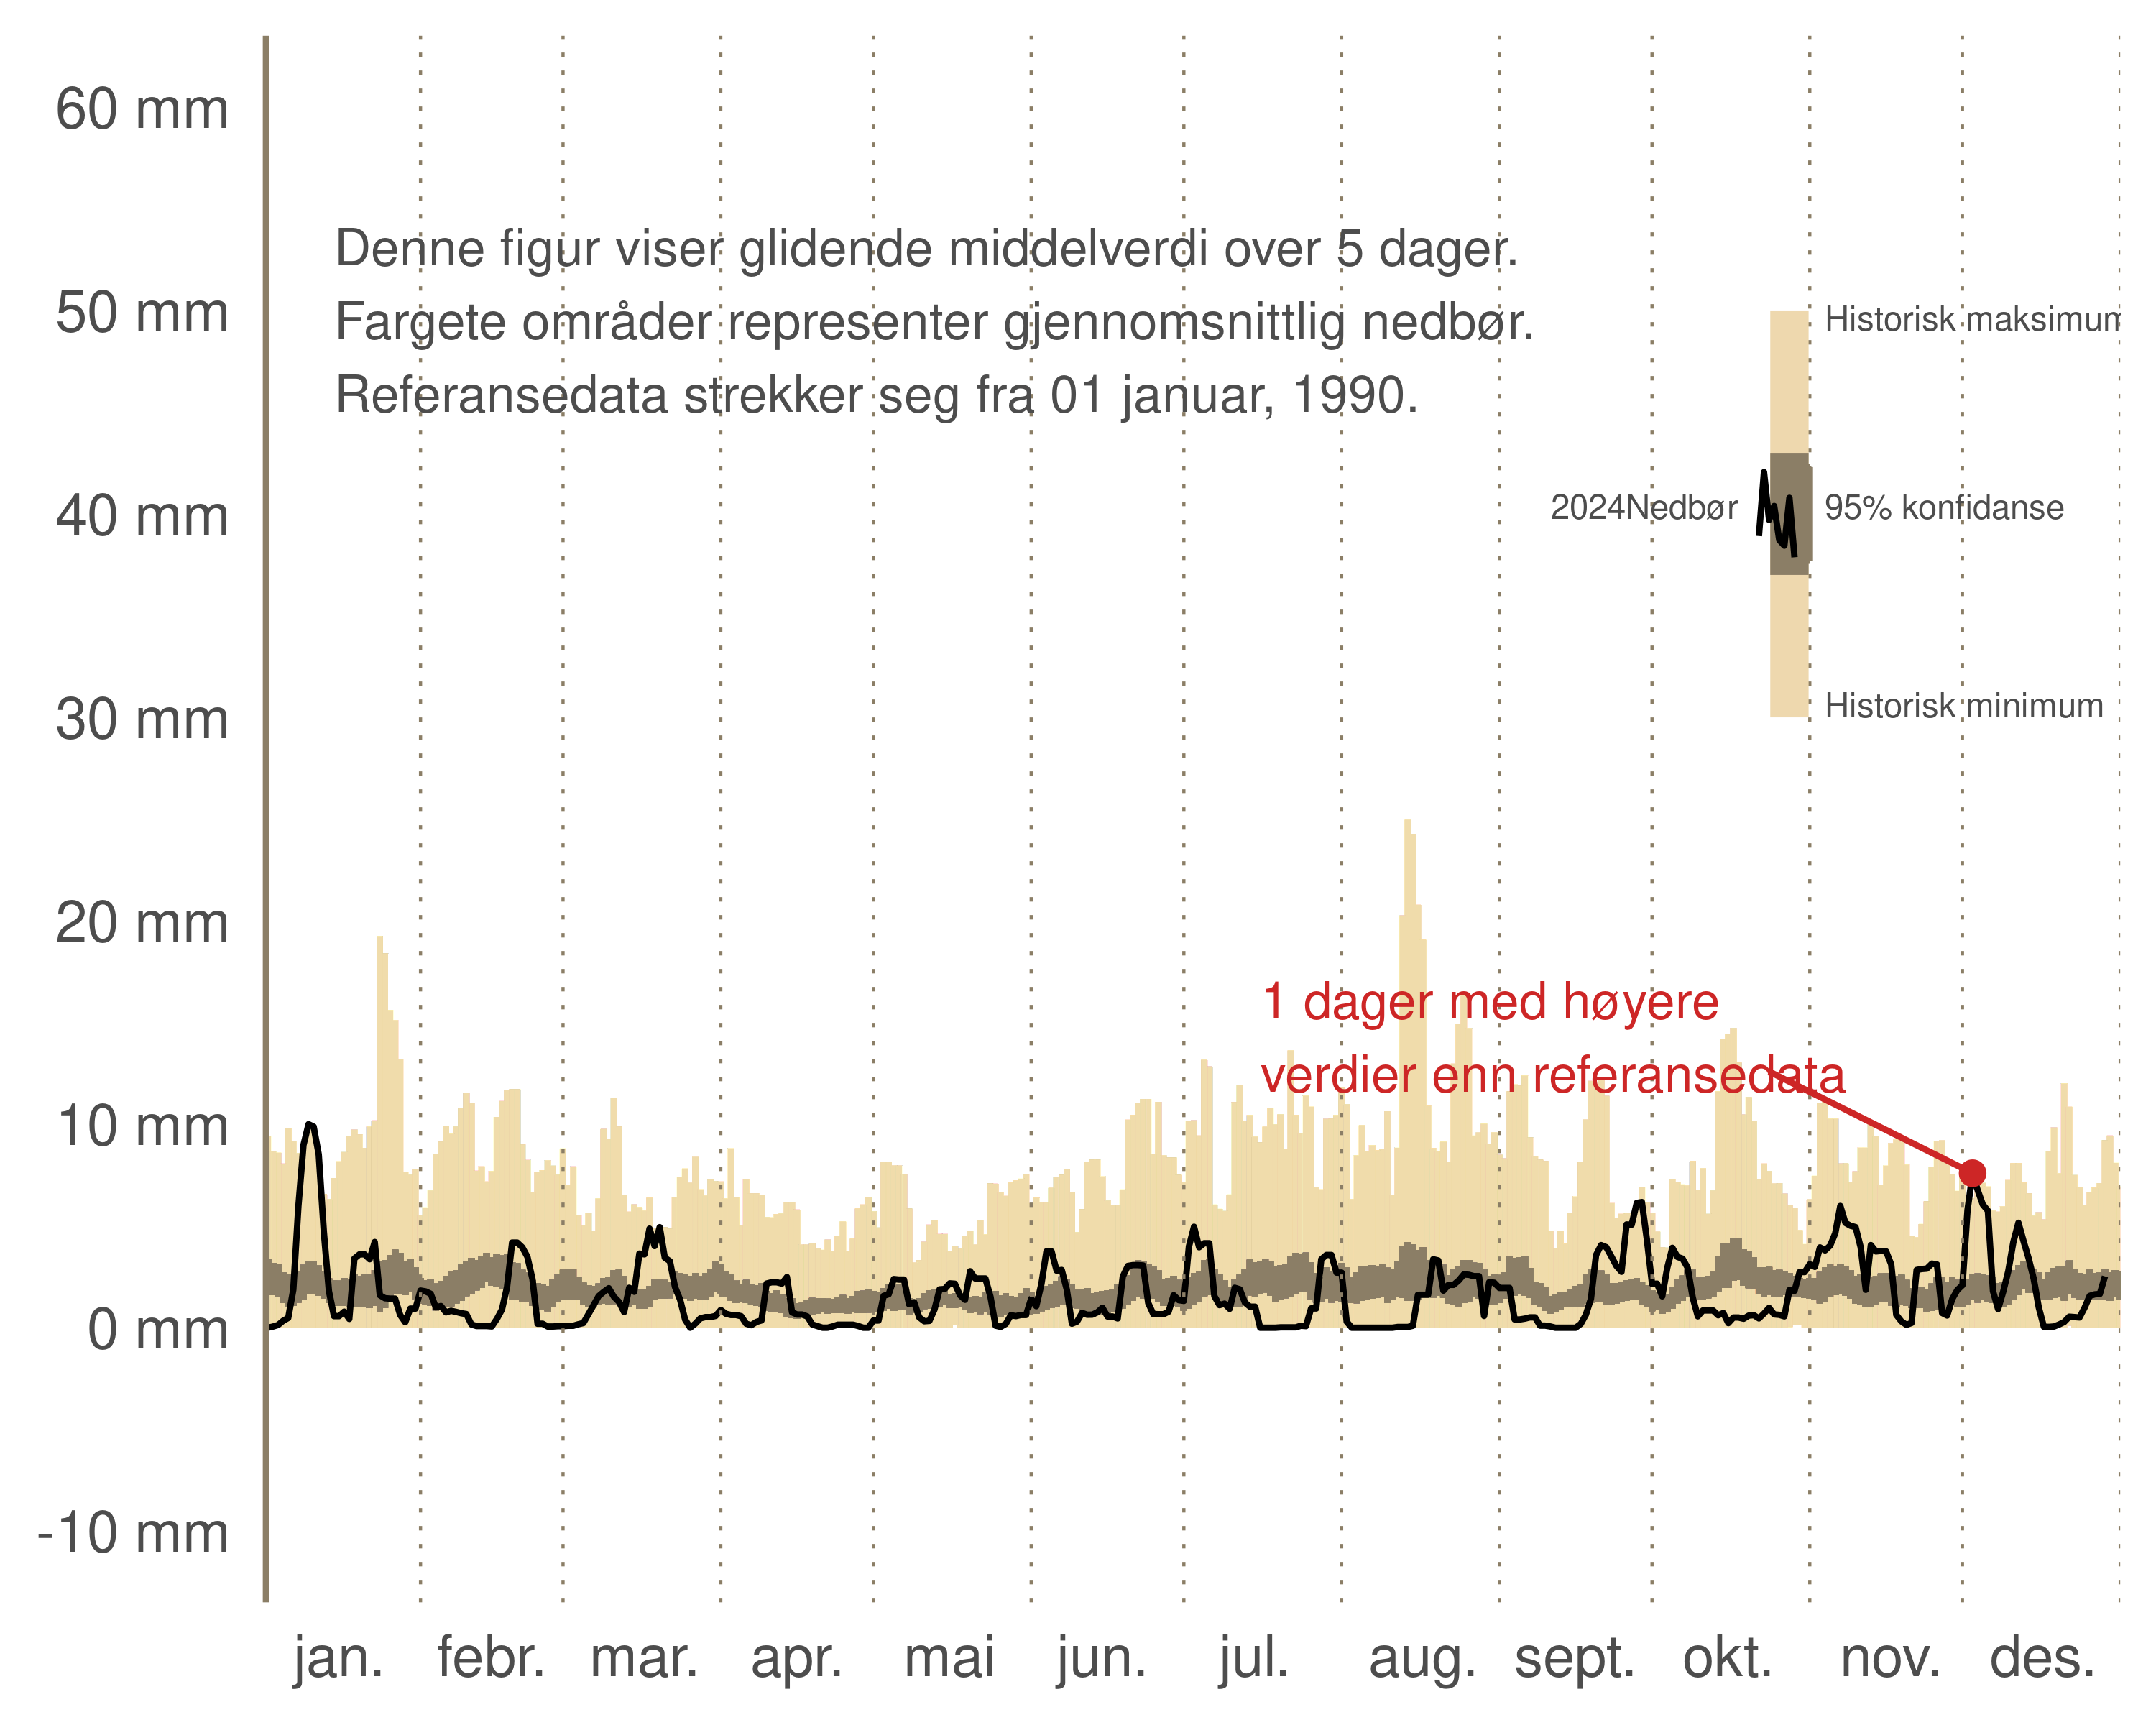 60 mm
50 mm
40 mm
30 mm
20 mm
10 mm
0 mm
-10 mm
Denne figur viser glidende middelverdi over 5 dager.
Fargete områder representer gjennomsnittlig nedbør.
Referansedata strekker seg fra 01 januar, 1990.
Historisk maksimum
2024Nedbør
95% konfidanse
Historisk minimum
1 dager med høyere
verdier enn referansedata
jan. febr. mar. apr. mai jun. jul. aug. sept. okt. nov. des.